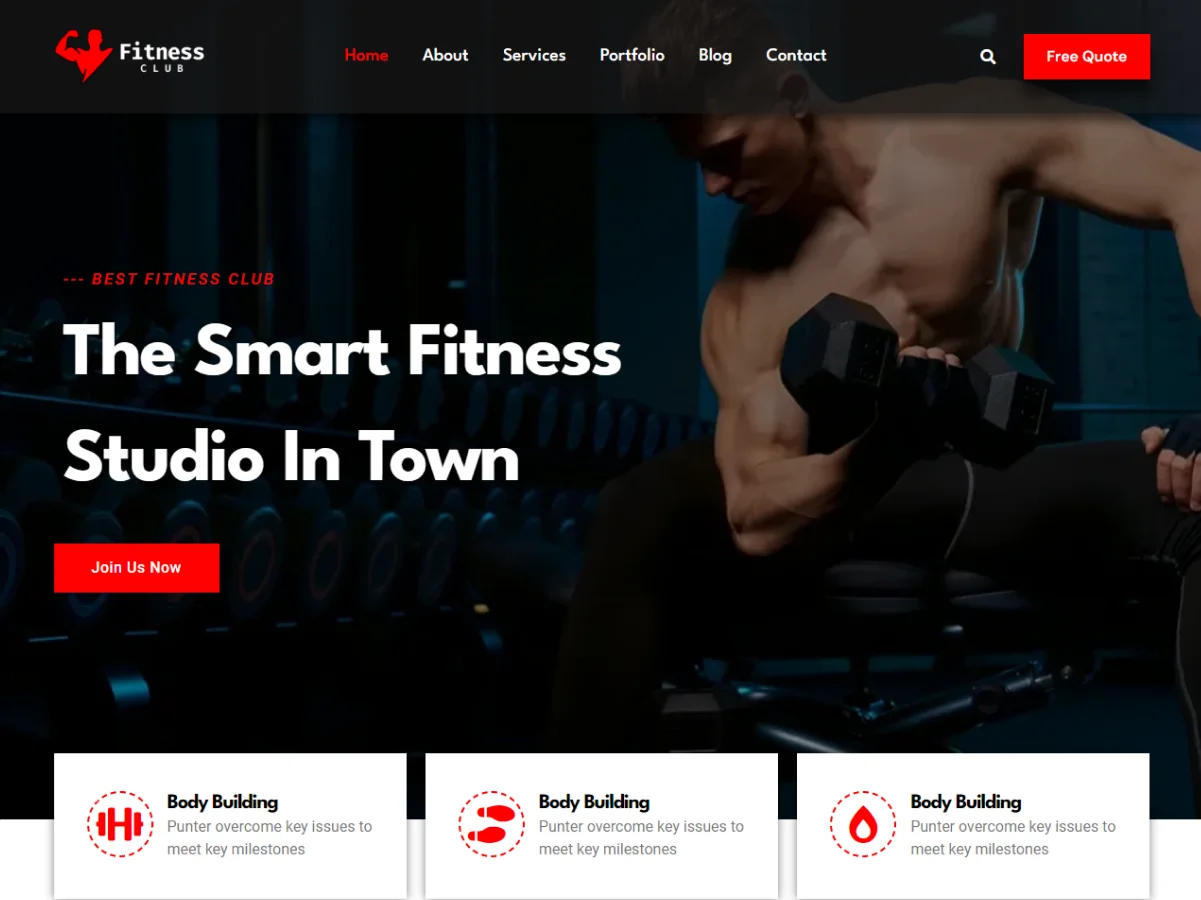 Fitness
CLUB
Home
About
Services
Portfolio
Blog
Contact
Free Quote
--- BEST FITNESS CLUB
The Smart Fitness
Studio In Town
Join Us Now
Body Building
Punter overcome key issues to
meet key milestones
Body Building
Punter overcome key issues to
meet key milestones
Body Building
Punter overcome key issues to
meet key milestones